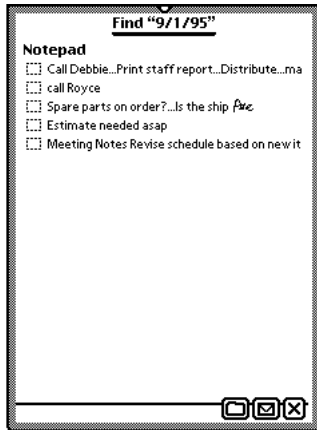 Find “9/1/95”
Notepad
Call Debbie...Print staff report...Distribute...ma
call Royce
Spare parts on order?...Is the ship
Estimate needed asap
Meeting Notes Revise schedule based on new it